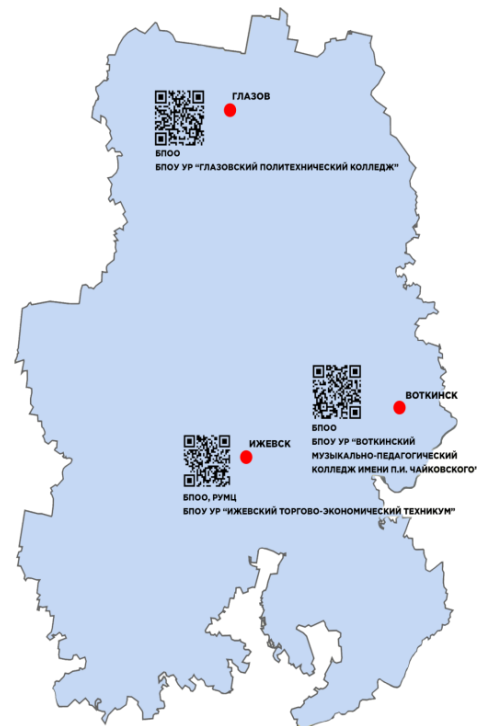 ГЛАЗОВ
БПОО
БПОУ УР “ГЛАЗОВСКИЙ ПОЛИТЕХНИЧЕСКИЙ КОЛЛЕДЖ”
ВОТКИНСК
БПОО
БПОУ УР “ВОТКИНСКИЙ
МУЗЫКАЛЬНО-ПЕДАГОГИЧЕСКИЙ
КОЛЛЕДЖ ИМЕНИ П.И. ЧАЙКОВСКОГО’
ИЖЕВСК
БПОО, РУМЦ
БПОУ УР “ИЖЕВСКИЙ ТОРГОВО-ЭКОНОМИЧЕСКИЙ ТЕХНИКУМ”